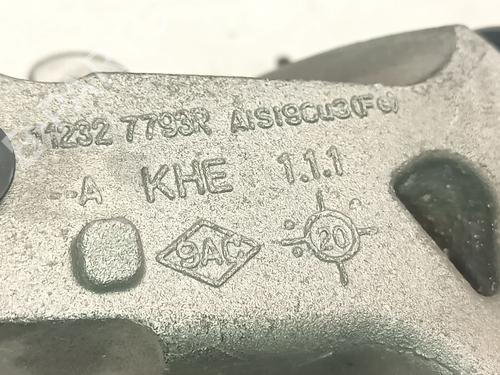 11232 7793R AlSi9Cu3(Fe)
--A KHE 1.1.1
9AC 20